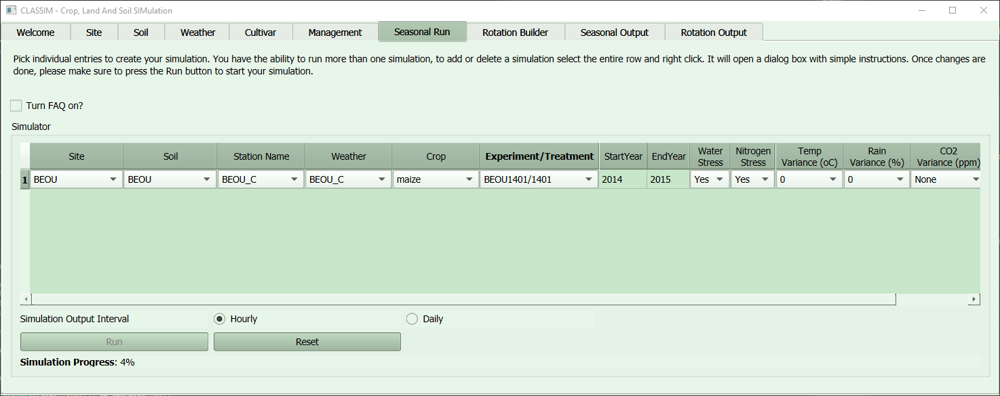 CLASSIM - Crop, Land And Soil SIMulation
Welcome Site Soil Weather Cultivar Management Seasonal Run Rotation Builder Seasonal Output Rotation Output
Pick individual entries to create your simulation. You have the ability to run more than one simulation, to add or delete a simulation select the entire row and right click. It will open a dialog box with simple instructions. Once changes are
done, please make sure to press the Run button to start your simulation.
Turn FAQ on?
Simulator
Site Soil Station Name Weather Crop Experiment/Treatment StartYear EndYear Water Stress Nitrogen Stress Temp Variance (oC) Rain Variance (%) CO2 Variance (ppm)
1 BEOU BEOU BEOU_C BEOU_C maize BEOU1401/1401 2014 2015 Yes Yes 0 0 None
Simulation Output Interval Hourly Daily
Run Reset
Simulation Progress: 4%